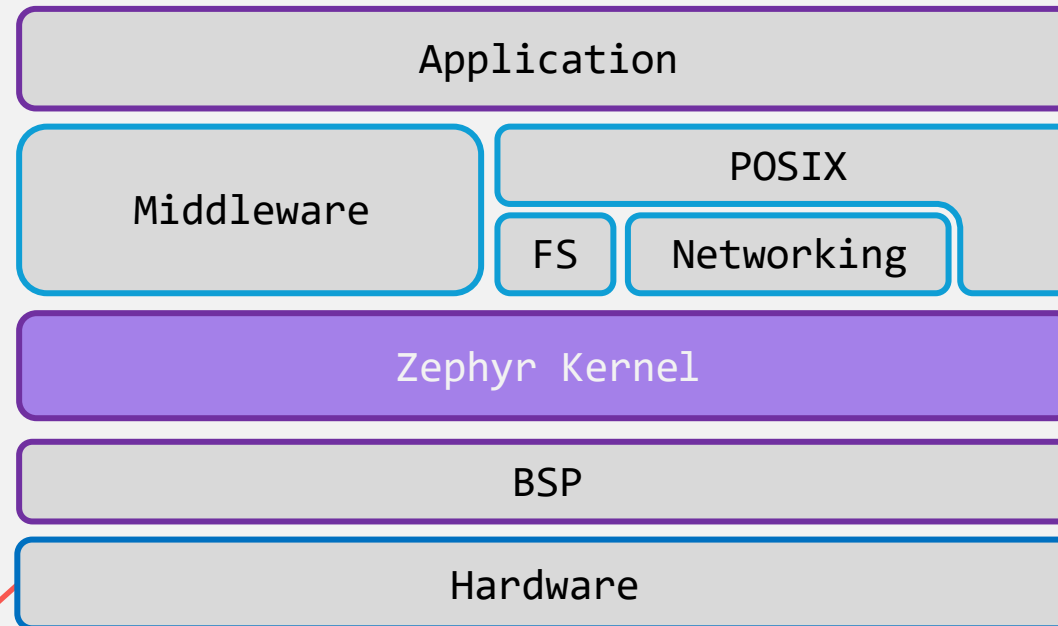 Application
POSIX
Middleware
FS
Networking
Zephyr Kernel
BSP
Hardware